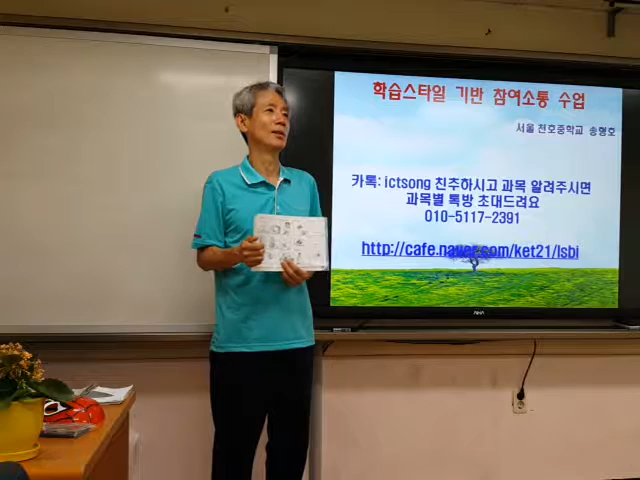 학습스타일 기반 참여소통 수업
서울 천호중학교 송형호
카톡: ictsong 친추하시고 과목 알려주시면
과목별 톡방 초대드려요
010-5117-2391
http://cafe.naver.com/ket21/lsbi